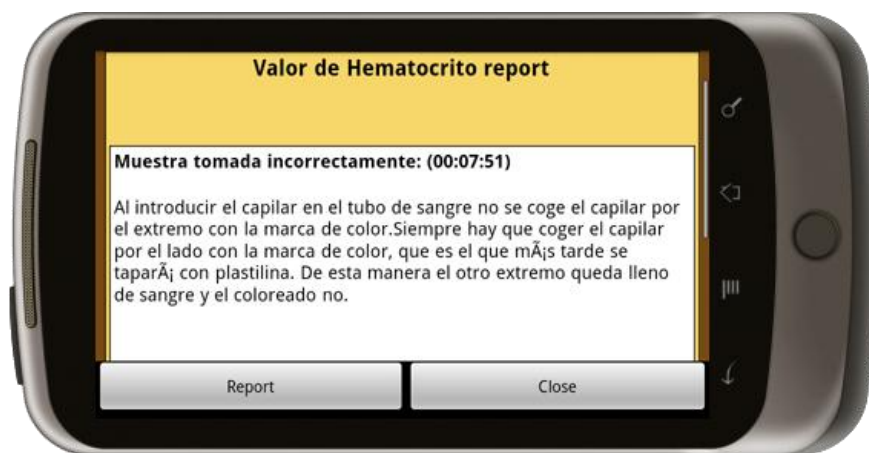 Valor de Hematocrito report
Muestra tomada incorrectamente: (00:07:51)
Al introducir el capilar en el tubo de sangre no se coge el capilar por
el extremo con la marca de color.Siempre hay que coger el capilar
por el lado con la marca de color, que es el que mÃ¡s tarde se
taparÃ¡ con plastilina. De esta manera el otro extremo queda lleno
de sangre y el coloreado no.
Report Close